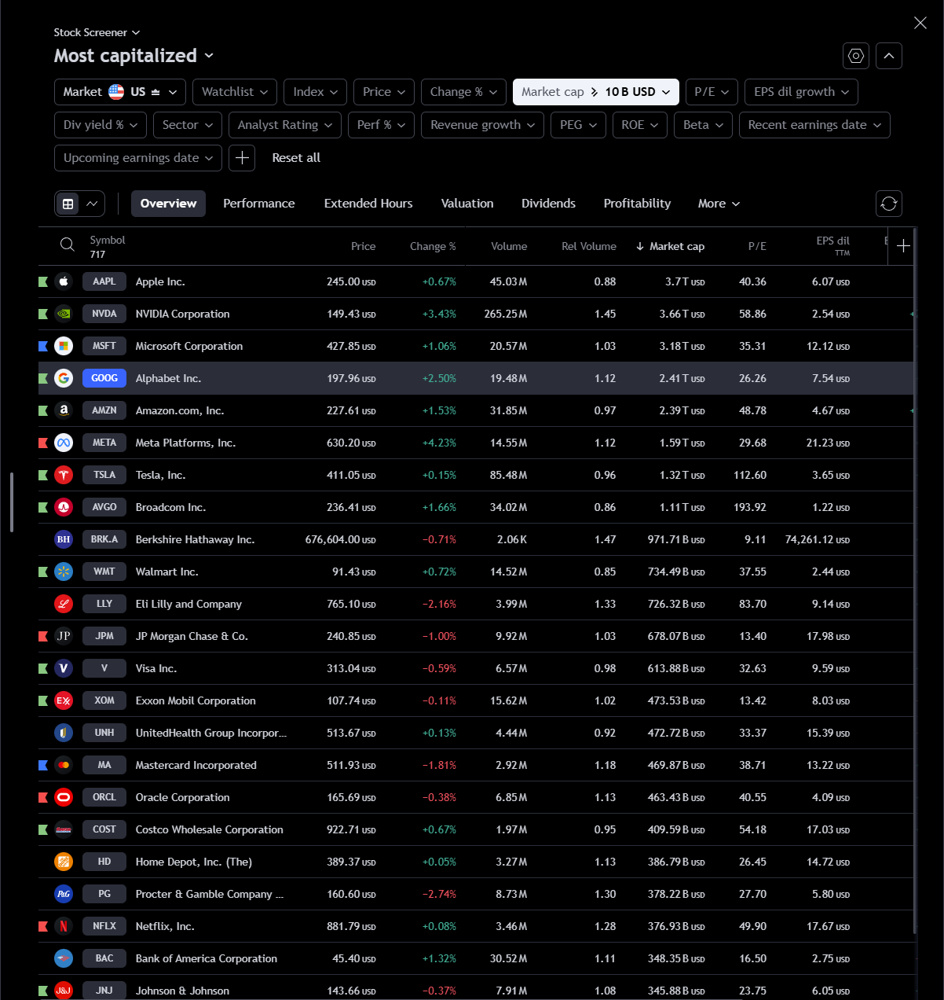 Stock Screener
Most capitalized
Market US Watchlist Index Price Change % Market cap ≥ 10 B USD P/E EPS dil growth
Div yield % Sector Analyst Rating Perf % Revenue growth PEG ROE Beta Recent earnings date
Upcoming earnings date + Reset all
Overview Performance Extended Hours Valuation Dividends Profitability More
Symbol 717 Price Change % Volume Rel Volume ↓ Market cap P/E EPS dil TTM
AAPL Apple Inc. 245.00 USD +0.67% 45.03 M 0.88 3.7 T USD 40.36 6.07 USD
NVDA NVIDIA Corporation 149.43 USD +3.43% 265.25 M 1.45 3.66 T USD 58.86 2.54 USD
MSFT Microsoft Corporation 427.85 USD +1.06% 20.57 M 1.03 3.18 T USD 35.31 12.12 USD
GOOG Alphabet Inc. 197.96 USD +2.50% 19.48 M 1.12 2.41 T USD 26.26 7.54 USD
AMZN Amazon.com, Inc. 227.61 USD +1.53% 31.85 M 0.97 2.39 T USD 48.78 4.67 USD
META Meta Platforms, Inc. 630.20 USD +4.23% 14.55 M 1.12 1.59 T USD 29.68 21.23 USD
TSLA Tesla, Inc. 411.05 USD +0.15% 85.48 M 0.96 1.32 T USD 112.60 3.65 USD
AVGO Broadcom Inc. 236.41 USD +1.66% 34.02 M 0.86 1.11 T USD 193.92 1.22 USD
BH BRK.A Berkshire Hathaway Inc. 676,604.00 USD −0.71% 2.06 K 1.47 971.71 B USD 9.11 74,261.12 USD
WMT Walmart Inc. 91.43 USD +0.72% 14.52 M 0.85 734.49 B USD 37.55 2.44 USD
LLY Eli Lilly and Company 765.10 USD −2.16% 3.99 M 1.33 726.32 B USD 83.70 9.14 USD
JP JPM JP Morgan Chase & Co. 240.85 USD −1.00% 9.92 M 1.03 678.07 B USD 13.40 17.98 USD
V V Visa Inc. 313.04 USD −0.59% 6.57 M 0.98 613.88 B USD 32.63 9.59 USD
EXX XOM Exxon Mobil Corporation 107.74 USD −0.11% 15.62 M 1.02 473.53 B USD 13.42 8.03 USD
UNH UnitedHealth Group Incorpor... 513.67 USD +0.13% 4.44 M 0.92 472.72 B USD 33.37 15.39 USD
MA Mastercard Incorporated 511.93 USD −1.81% 2.92 M 1.18 469.87 B USD 38.71 13.22 USD
ORCL Oracle Corporation 165.69 USD −0.38% 6.85 M 1.13 463.43 B USD 40.55 4.09 USD
COST Costco Wholesale Corporation 922.71 USD +0.67% 1.97 M 0.95 409.59 B USD 54.18 17.03 USD
HD Home Depot, Inc. (The) 389.37 USD +0.05% 3.27 M 1.13 386.79 B USD 26.45 14.72 USD
P&G PG Procter & Gamble Company ... 160.60 USD −2.74% 8.73 M 1.30 378.22 B USD 27.70 5.80 USD
N NFLX Netflix, Inc. 881.79 USD +0.08% 3.46 M 1.28 376.93 B USD 49.90 17.67 USD
BAC Bank of America Corporation 45.40 USD +1.32% 30.52 M 1.11 348.35 B USD 16.50 2.75 USD
J&J JNJ Johnson & Johnson 143.66 USD −0.37% 7.91 M 1.08 345.88 B USD 23.75 6.05 USD